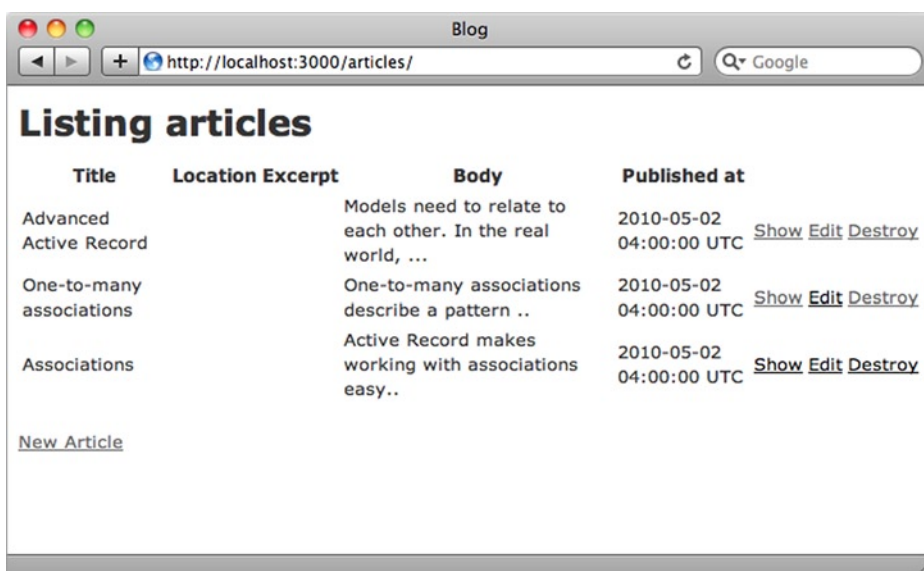 Blog
http://localhost:3000/articles/
Google
Listing articles
Title Location Excerpt Body Published at
Advanced
Active Record
Models need to relate to
each other. In the real
world, ...
2010-05-02
04:00:00 UTC
Show Edit Destroy
One-to-many
associations
One-to-many associations
describe a pattern ..
2010-05-02
04:00:00 UTC
Show Edit Destroy
Associations
Active Record makes
working with associations
easy..
2010-05-02
04:00:00 UTC
Show Edit Destroy
New Article